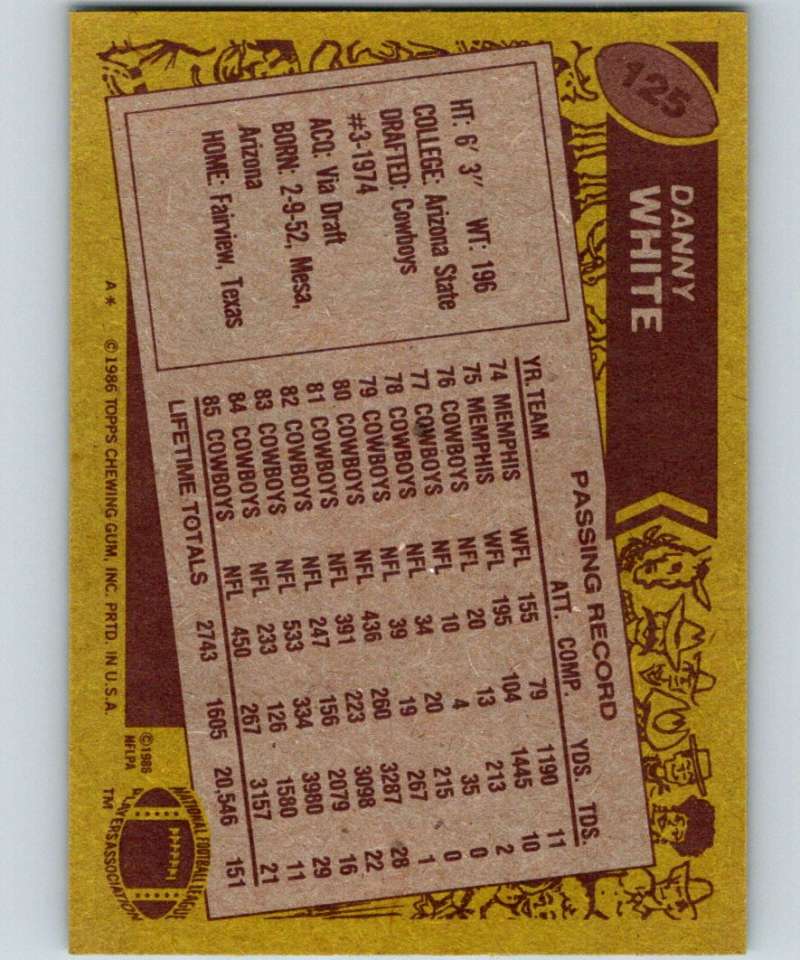 125
DANNY
WHITE
HT: 6' 3" WT: 196
COLLEGE: Arizona State
DRAFTED: Cowboys
#3-1974
ACQ: Via Draft
BORN: 2-9-52, Mesa,
Arizona
HOME: Fairview, Texas
PASSING RECORD
YR. TEAM ATT. COMP. YDS. TDS.
74 MEMPHIS WFL 155 79 1190 11
75 MEMPHIS WFL 195 104 1445 10
76 COWBOYS NFL 20 13 213 2
77 COWBOYS NFL 10 4 35 0
78 COWBOYS NFL 34 20 215 0
79 COWBOYS NFL 39 19 267 1
80 COWBOYS NFL 436 260 3287 28
81 COWBOYS NFL 391 223 3098 22
82 COWBOYS NFL 247 156 2079 16
83 COWBOYS NFL 533 334 3980 29
84 COWBOYS NFL 233 126 1580 11
85 COWBOYS NFL 450 267 3157 21
LIFETIME TOTALS 2743 1605 20,546 151
A* © 1986 TOPPS CHEWING GUM, INC. PRTD. IN U.S.A.
© 1986
NFLPA
NATIONAL FOOTBALL LEAGUE
PLAYERS ASSOCIATION
TM